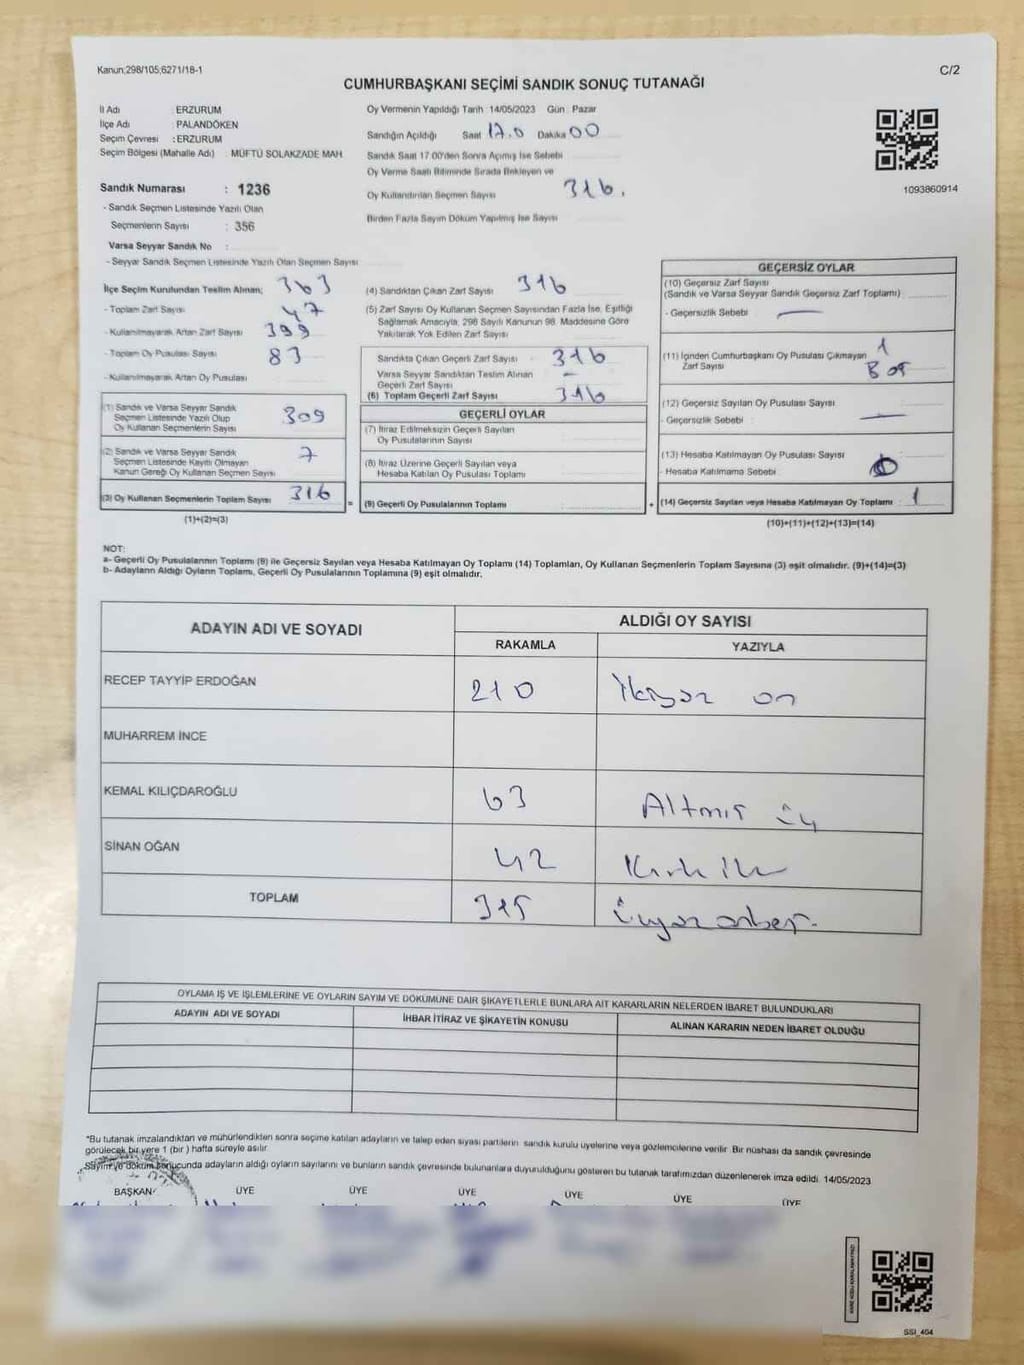 Kanun;298/105;6271/18-1
C/2
CUMHURBAŞKANI SEÇİMİ SANDIK SONUÇ TUTANAĞI
İl Adı : ERZURUM
İlçe Adı : PALANDÖKEN
Seçim Çevresi : ERZURUM
Seçim Bölgesi (Mahalle Adı) : MÜFTÜ SOLAKZADE MAH
Sandık Numarası : 1236
- Sandık Seçmen Listesinde Yazılı Olan
Seçmenlerin Sayısı : 356
Varsa Seyyar Sandık No :
- Seyyar Sandık Seçmen Listesinde Yazılı Olan Seçmen Sayısı
Oy Vermenin Yapıldığı Tarih : 14/05/2023 Gün : Pazar
Sandığın Açıldığı Saat 17.0 Dakika 00
Sandık Saat 17:00'den Sonra Açımış İse Sebebi
Oy Verme Saati Bitiminde Sırada Bekleyen ve
Oy Kullandırılan Seçmen Sayısı 316.
Birden Fazla Sayım Döküm Yapılmış İse Sayısı
1093860914
İlçe Seçim Kurulundan Teslim Alınan; 363
- Toplam Zarf Sayısı 47
- Kullanılmayarak Artan Zarf Sayısı 399
- Toplam Oy Pusulası Sayısı 83
- Kullanılmayarak Artan Oy Pusulası
(1) Sandık ve Varsa Seyyar Sandık
Seçmen Listesinde Yazılı Olup
Oy Kullanan Seçmenlerin Sayısı 309
(2) Sandık ve Varsa Seyyar Sandık
Seçmen Listesinde Kayıtlı Olmayan
Kanun Gereği Oy Kullanan Seçmen Sayısı 7
(3) Oy Kullanan Seçmenlerin Toplam Sayısı 316
(1)+(2)=(3)
(4) Sandıktan Çıkan Zarf Sayısı 316
(5) Zarf Sayısı Oy Kullanan Seçmen Sayısından Fazla İse, Eşitliği
Sağlamak Amacıyla, 298 Sayılı Kanunun 98. Maddesine Göre
Yakılarak Yok Edilen Zarf Sayısı
Sandıkta Çıkan Geçerli Zarf Sayısı 316
Varsa Seyyar Sandıktan Teslim Alınan
Geçerli Zarf Sayısı -
(6) Toplam Geçerli Zarf Sayısı 316
GEÇERLİ OYLAR
(7) İtiraz Edilmeksizin Geçerli Sayılan
Oy Pusulalarının Sayısı
(8) İtiraz Üzerine Geçerli Sayılan veya
Hesaba Katılan Oy Pusulası Toplamı
= (9) Geçerli Oy Pusulalarının Toplamı +
GEÇERSİZ OYLAR
(10) Geçersiz Zarf Sayısı
(Sandık ve Varsa Seyyar Sandık Geçersiz Zarf Toplamı)
- Geçersizlik Sebebi —
(11) İçinden Cumhurbaşkanı Oy Pusulası Çıkmayan 1
Zarf Sayısı Boş
(12) Geçersiz Sayılan Oy Pusulası Sayısı
- Geçersizlik Sebebi : —
(13) Hesaba Katılmayan Oy Pusulası Sayısı
- Hesaba Katılmama Sebebi
(14) Geçersiz Sayılan veya Hesaba Katılmayan Oy Toplamı : 1
(10)+(11)+(12)+(13)=(14)
NOT:
a- Geçerli Oy Pusulalarının Toplamı (9) ile Geçersiz Sayılan veya Hesaba Katılmayan Oy Toplamı (14) Toplamları, Oy Kullanan Seçmenlerin Toplam Sayısına (3) eşit olmalıdır. (9)+(14)=(3)
b- Adayların Aldığı Oyların Toplamı, Geçerli Oy Pusulalarının Toplamına (9) eşit olmalıdır.
ADAYIN ADI VE SOYADI ALDIĞI OY SAYISI
RAKAMLA YAZIYLA
RECEP TAYYİP ERDOĞAN 210 İkiyüz on
MUHARREM İNCE
KEMAL KILIÇDAROĞLU 63 Altmış üç
SİNAN OĞAN 42 Kırk iki
TOPLAM 315 üçyüz onbeş.
OYLAMA İŞ VE İŞLEMLERİNE VE OYLARIN SAYIM VE DÖKÜMÜNE DAİR ŞİKAYETLERLE BUNLARA AİT KARARLARIN NELERDEN İBARET BULUNDUKLARI
ADAYIN ADI VE SOYADI İHBAR İTİRAZ VE ŞİKAYETİN KONUSU ALINAN KARARIN NEDEN İBARET OLDUĞU
*Bu tutanak imzalandıktan ve mühürlendikten sonra seçime katılan adayların ve talep eden siyasi partilerin sandık kurulu üyelerine veya gözlemcilerine verilir. Bir nüshası da sandık çevresinde
görülecek bir yere 1 (bir ) hafta süreyle asılır.
Sayım ve döküm sonucunda adayların aldığı oyların sayılarını ve bunların sandık çevresinde bulunanlara duyurulduğunu gösteren bu tutanak tarafımızdan düzenlenerek imza edildi. 14/05/2023
BAŞKAN ÜYE ÜYE ÜYE ÜYE ÜYE ÜYE
SSI_404